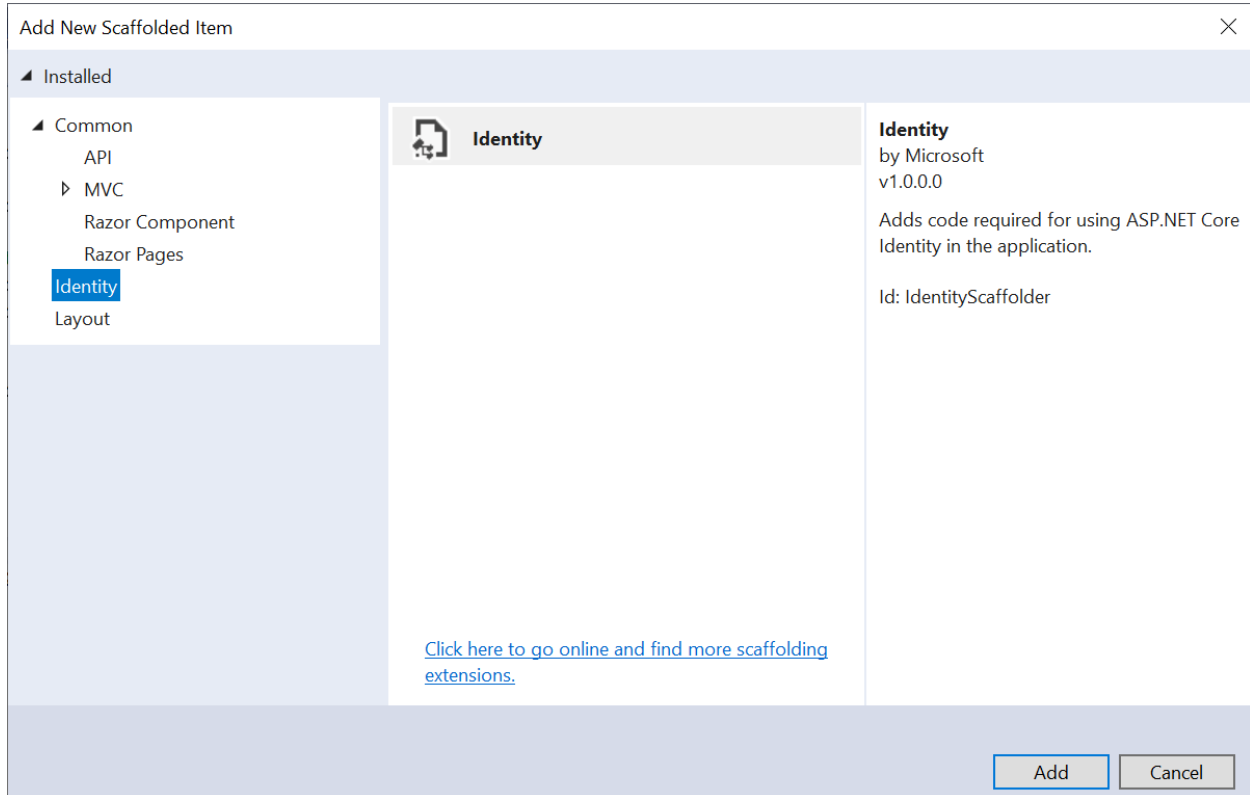 Add New Scaffolded Item
Installed
Common
API
MVC
Razor Component
Razor Pages
Identity
Layout
Identity
Click here to go online and find more scaffolding
extensions.
Identity
by Microsoft
v1.0.0.0
Adds code required for using ASP.NET Core
Identity in the application.
Id: IdentityScaffolder
Add
Cancel